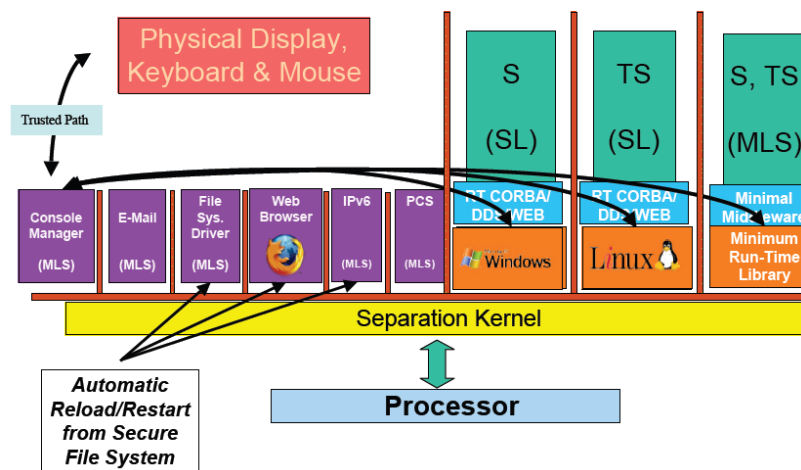 Physical Display,
Keyboard & Mouse
Trusted Path
S
(SL)
TS
(SL)
S, TS
(MLS)
Console
Manager
(MLS)
E-Mail
(MLS)
File
Sys.
Driver
(MLS)
Web
Browser
IPv6
(MLS)
PCS
(MLS)
RT CORBA/
DDS/WEB
Windows
RT CORBA/
DDS/WEB
Linux
Minimal
Middleware
Minimum
Run-Time
Library
Separation Kernel
Automatic
Reload/Restart
from Secure
File System
Processor